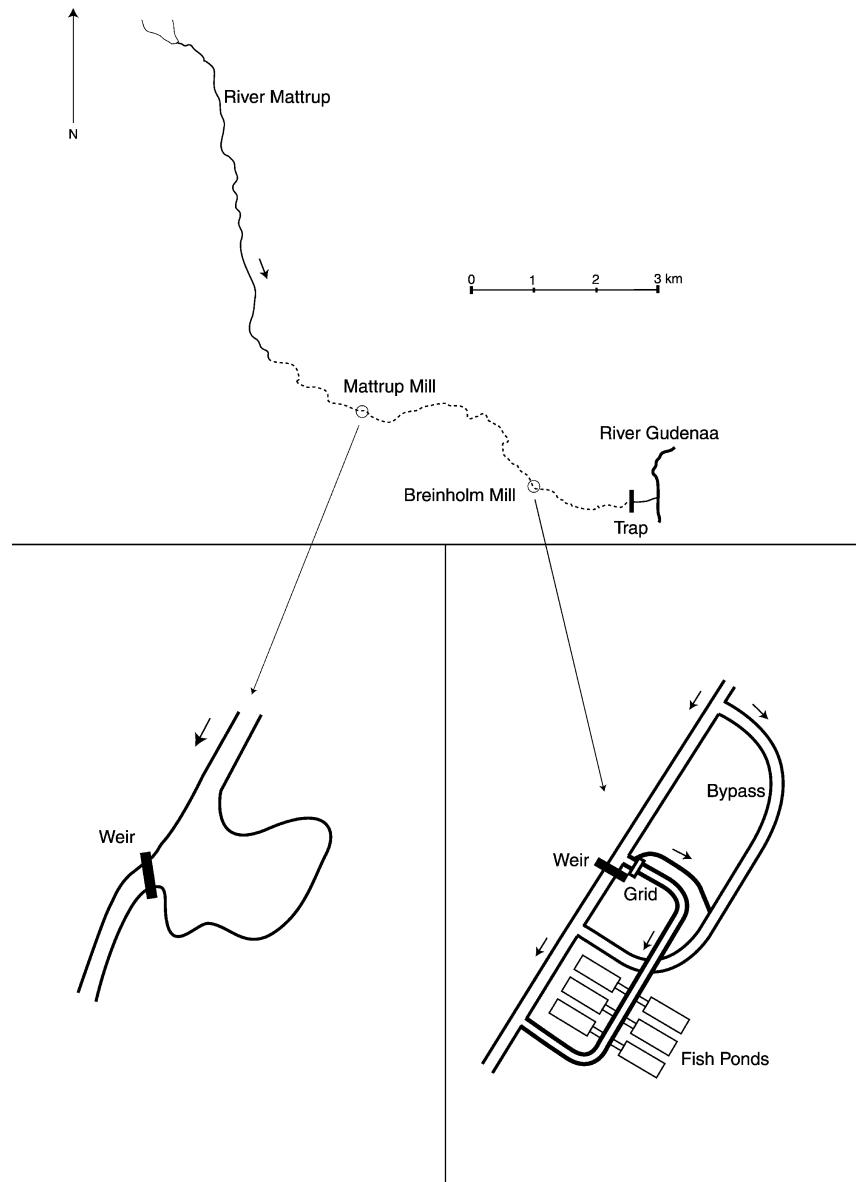 N
River Mattrup
0 1 2 3 km
Mattrup Mill
River Gudenaa
Breinholm Mill
Trap
Weir
Bypass
Weir
Grid
Fish Ponds